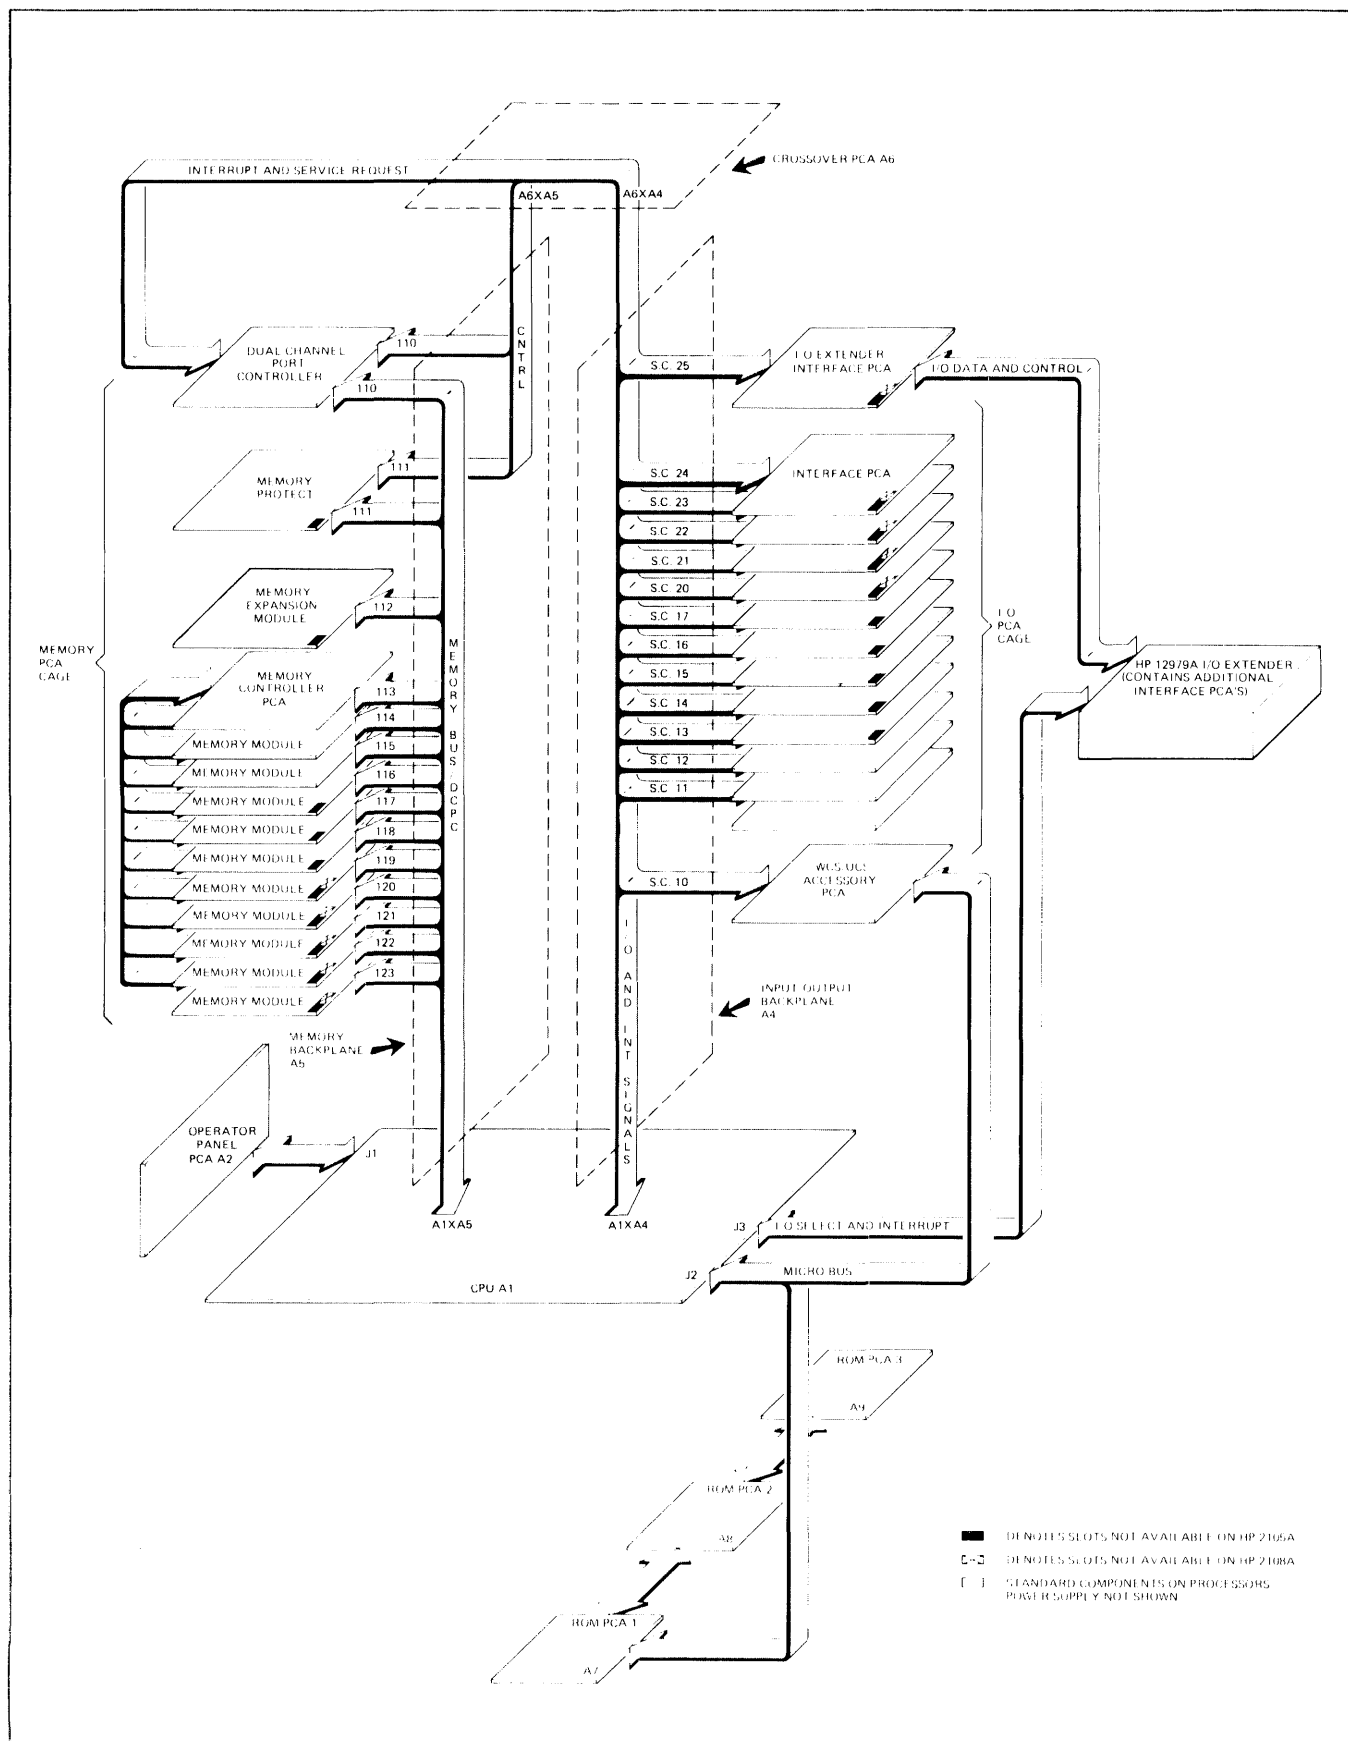 CROSSOVER PCA A6
INTERRUPT AND SERVICE REQUEST
A6XA5
A6XA4
DUAL CHANNEL
PORT
CONTROLLER
110
110
CNTRL
S.C. 25
I/O EXTENDER
INTERFACE PCA
I/O DATA AND CONTROL
MEMORY
PROTECT
111
111
S.C. 24
INTERFACE PCA
S.C. 23
S.C. 22
S.C. 21
S.C. 20
S.C. 17
S.C. 16
S.C. 15
S.C. 14
S.C. 13
S.C. 12
S.C. 11
I/O
PCA
CAGE
MEMORY
EXPANSION
MODULE
112
MEMORY
PCA
CAGE
MEMORY
CONTROLLER
PCA
113
114
115
116
117
118
119
120
121
122
123
MEMORY MODULE
MEMORY MODULE
MEMORY MODULE
MEMORY MODULE
MEMORY MODULE
MEMORY MODULE
MEMORY MODULE
MEMORY MODULE
MEMORY MODULE
MEMORY MODULE
MEMORY BUS/DCPC
HP 12979A I/O EXTENDER
(CONTAINS ADDITIONAL
INTERFACE PCA'S)
S.C. 10
WCS/UCS
ACCESSORY
PCA
I/O AND INT SIGNALS
INPUT OUTPUT
BACKPLANE
A4
MEMORY
BACKPLANE
A5
OPERATOR
PANEL
PCA A2
J1
A1XA5
A1XA4
J3
I/O SELECT AND INTERRUPT
J2
MICRO BUS
CPU A1
ROM PCA 3
A9
ROM PCA 2
A8
ROM PCA 1
A7
DENOTES SLOTS NOT AVAILABLE ON HP 2105A
DENOTES SLOTS NOT AVAILABLE ON HP 2108A
STANDARD COMPONENTS ON PROCESSORS
POWER SUPPLY NOT SHOWN